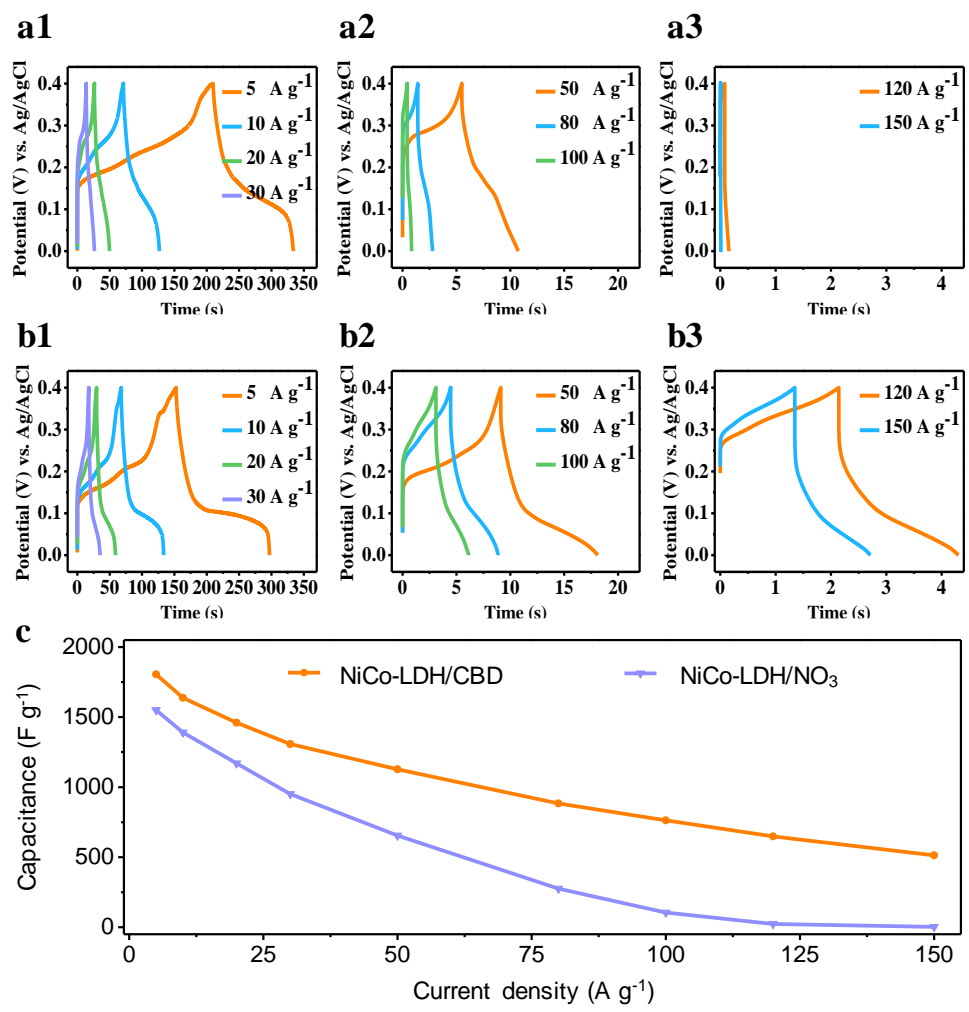 a1
a2
a3
Potential (V) vs. Ag/AgCl
0.4
0.3
0.2
0.1
0.0
5 A g-1
10 A g-1
20 A g-1
30 A g-1
0 50 100 150 200 250 300 350
Time (s)
Potential (V) vs. Ag/AgCl
0.4
0.3
0.2
0.1
0.0
50 A g-1
80 A g-1
100 A g-1
0 5 10 15 20
Time (s)
Potential (V) vs. Ag/AgCl
0.4
0.3
0.2
0.1
0.0
120 A g-1
150 A g-1
0 1 2 3 4
Time (s)
b1
b2
b3
Potential (V) vs. Ag/AgCl
0.4
0.3
0.2
0.1
0.0
5 A g-1
10 A g-1
20 A g-1
30 A g-1
0 50 100 150 200 250 300 350
Time (s)
Potential (V) vs. Ag/AgCl
0.4
0.3
0.2
0.1
0.0
50 A g-1
80 A g-1
100 A g-1
0 5 10 15 20
Time (s)
Potential (V) vs. Ag/AgCl
0.4
0.3
0.2
0.1
0.0
120 A g-1
150 A g-1
0 1 2 3 4
Time (s)
c
Capacitance (F g-1)
2000
1500
1000
500
0
NiCo-LDH/CBD
NiCo-LDH/NO3
0 25 50 75 100 125 150
Current density (A g-1)